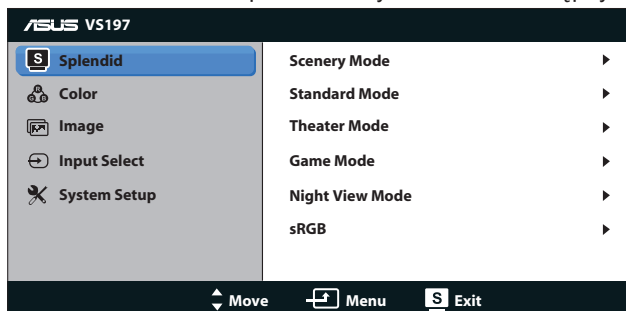 ASUS VS197
S Splendid
Color
Image
Input Select
System Setup
Scenery Mode
Standard Mode
Theater Mode
Game Mode
Night View Mode
sRGB
Move Menu S Exit